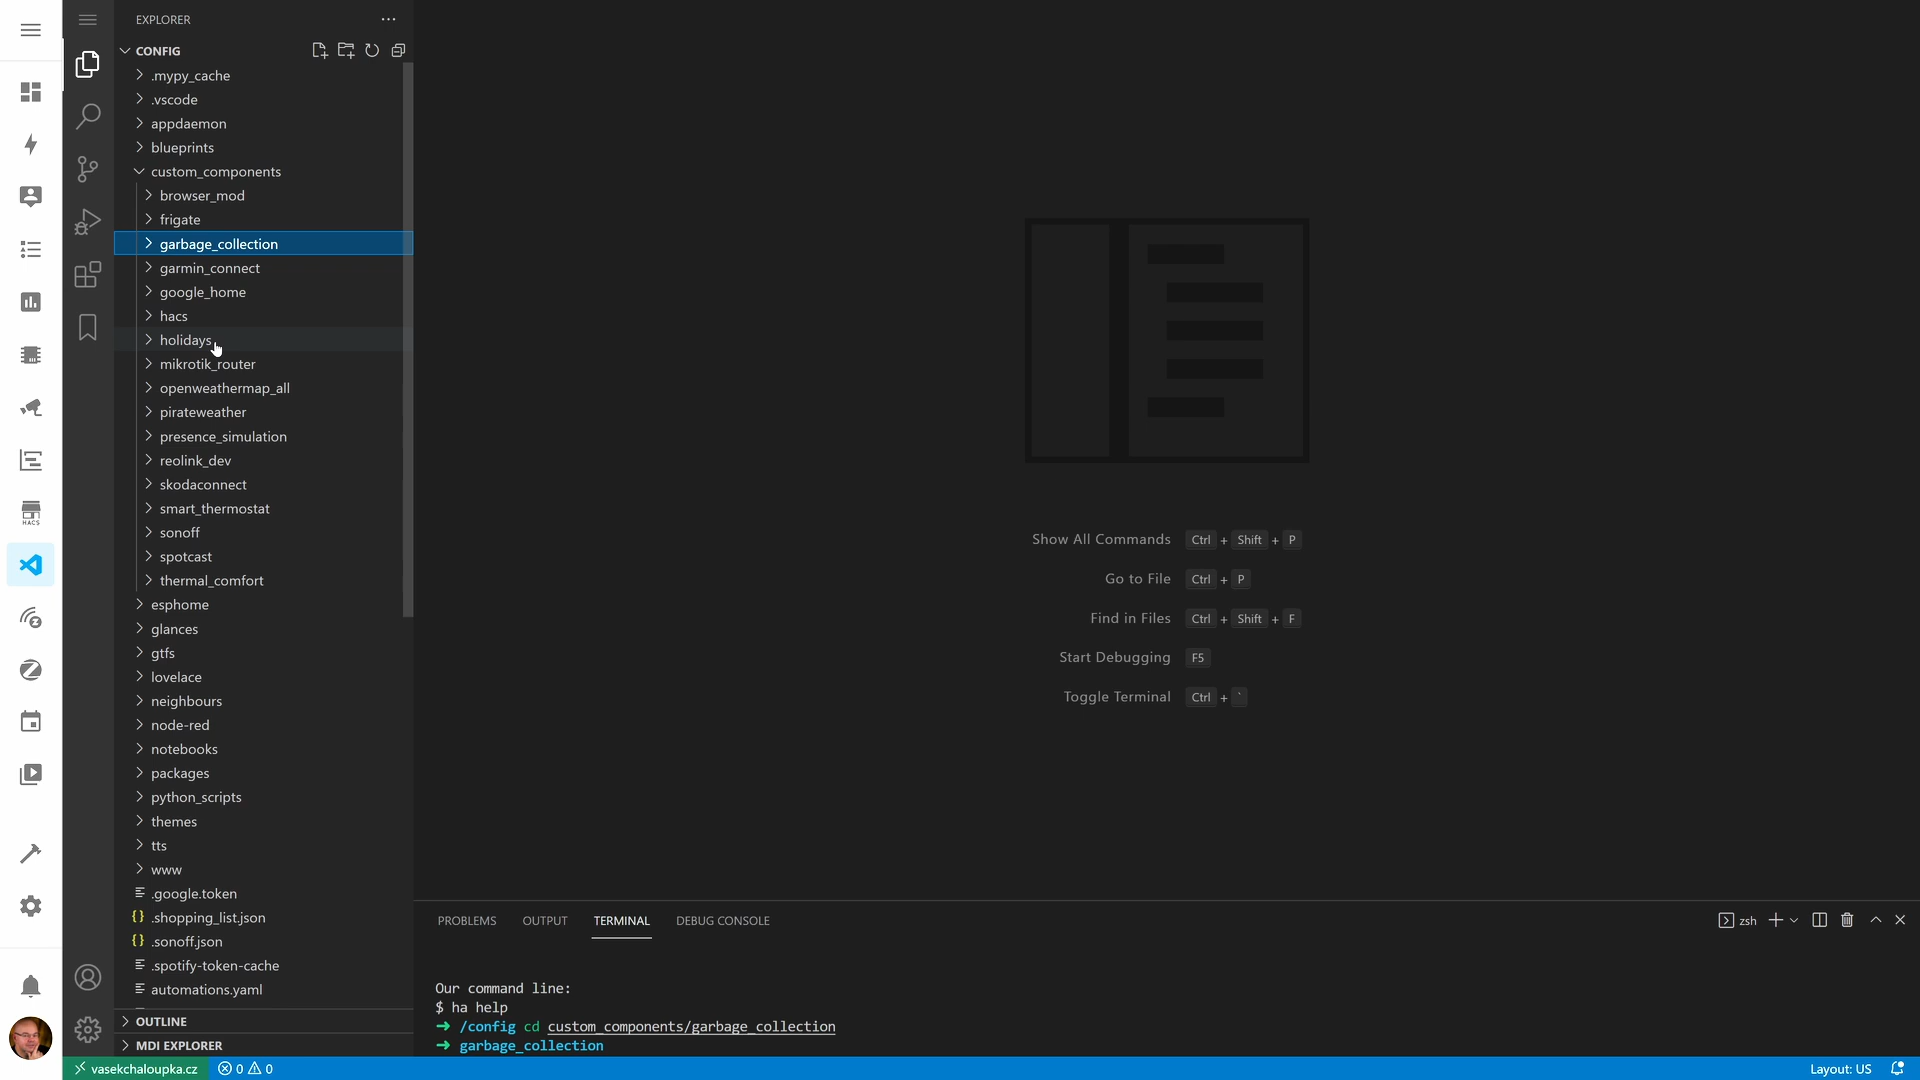 EXPLORER
CONFIG
.mypy_cache
.vscode
appdaemon
blueprints
custom_components
browser_mod
frigate
garbage_collection
garmin_connect
google_home
hacs
holidays
mikrotik_router
openweathermap_all
pirateweather
presence_simulation
reolink_dev
skodaconnect
smart_thermostat
sonoff
spotcast
thermal_comfort
esphome
glances
gtfs
lovelace
neighbours
node-red
notebooks
packages
python_scripts
themes
tts
www
.google.token
.shopping_list.json
.sonoff.json
.spotify-token-cache
automations.yaml
OUTLINE
MDI EXPLORER
HACS
Show All Commands Ctrl + Shift + P
Go to File Ctrl + P
Find in Files Ctrl + Shift + F
Start Debugging F5
Toggle Terminal Ctrl + `
PROBLEMS OUTPUT TERMINAL DEBUG CONSOLE
zsh
Our command line:
$ ha help
➜ /config cd custom_components/garbage_collection
➜ garbage_collection
vasekchaloupka.cz 0 0
Layout: US